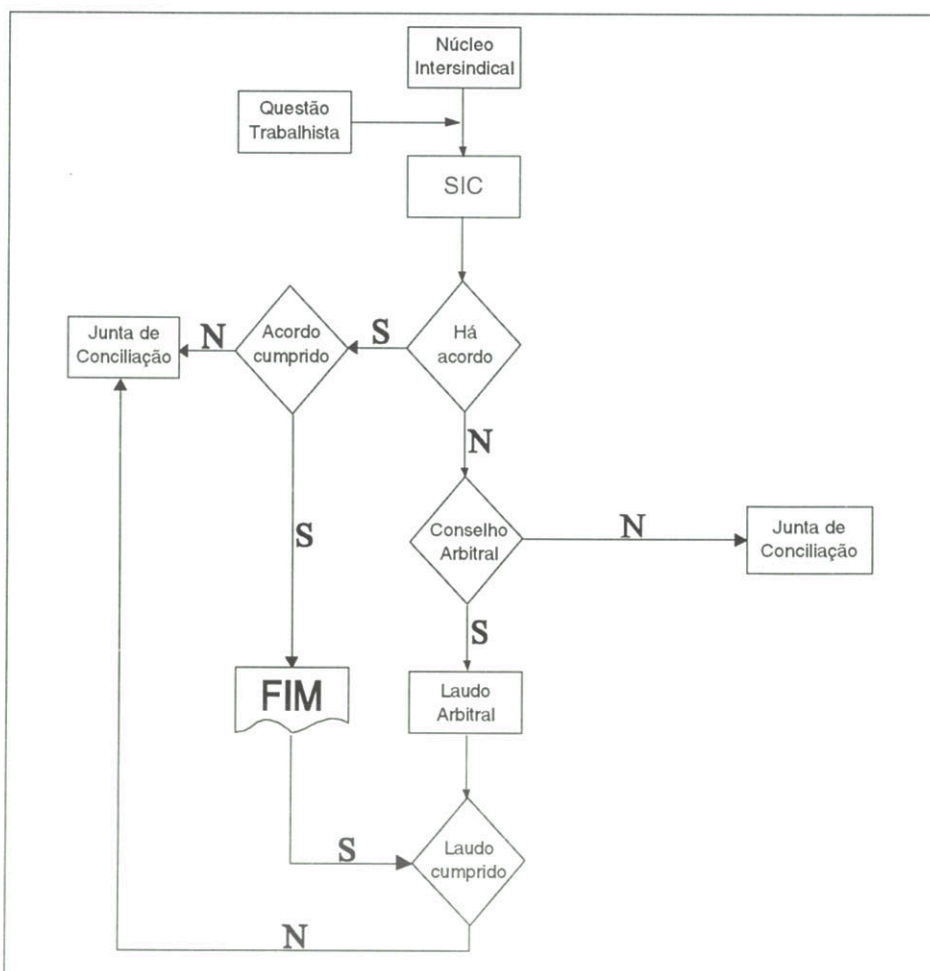 Núcleo
Intersindical
Questão
Trabalhista
SIC
Há
acordo
S
Acordo
cumprido
N
Junta de
Conciliação
N
S
Conselho
Arbitral
N
Junta de
Conciliação
S
FIM
Laudo
Arbitral
S
Laudo
cumprido
N